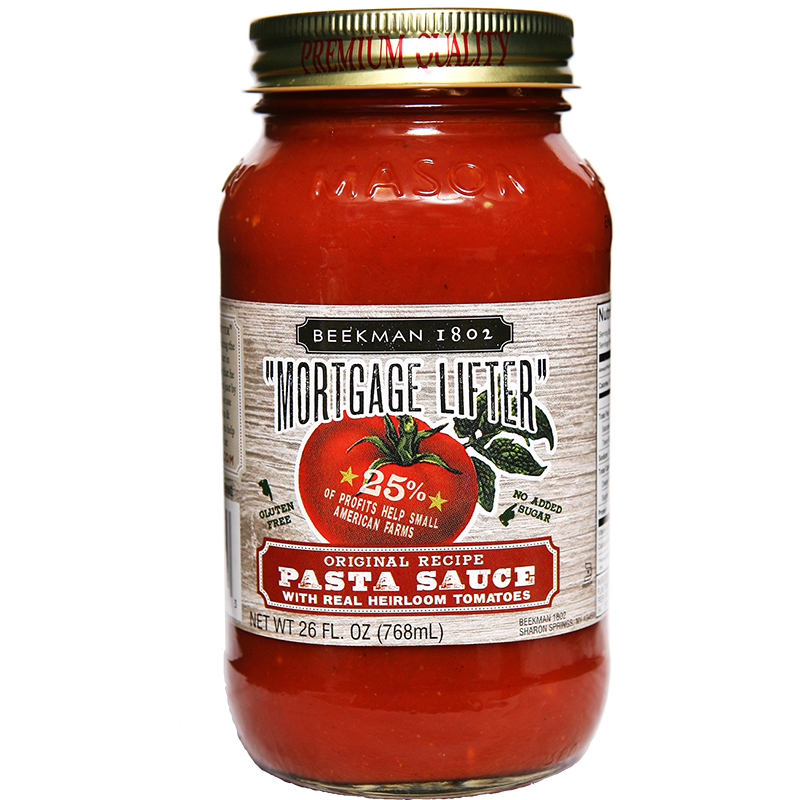 PREMIUM QUALITY
MASON
BEEKMAN 1802
"MORTGAGE LIFTER"
25%
OF PROFITS HELP SMALL
AMERICAN FARMS
GLUTEN
FREE
NO ADDED
SUGAR
ORIGINAL RECIPE
PASTA SAUCE
WITH REAL HEIRLOOM TOMATOES
NET WT 26 FL. OZ (768mL)
BEEKMAN 1802
SHARON SPRINGS, NY